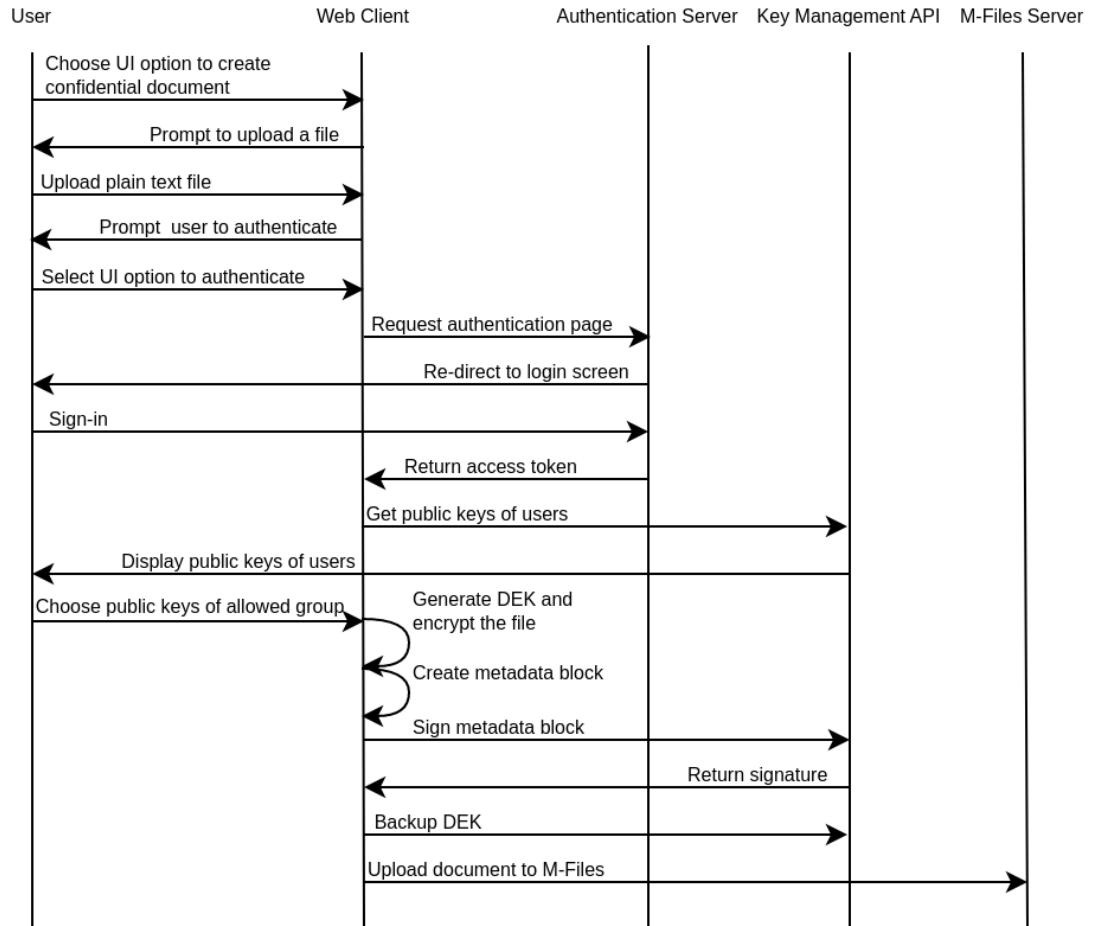 User
Web Client
Authentication Server
Key Management API
M-Files Server
Choose UI option to create
confidential document
Prompt to upload a file
Upload plain text file
Prompt  user to authenticate
Select UI option to authenticate
Request authentication page
Re-direct to login screen
Sign-in
Return access token
Get public keys of users
Display public keys of users
Choose public keys of allowed group
Generate DEK and
encrypt the file
Create metadata block
Sign metadata block
Return signature
Backup DEK
Upload document to M-Files